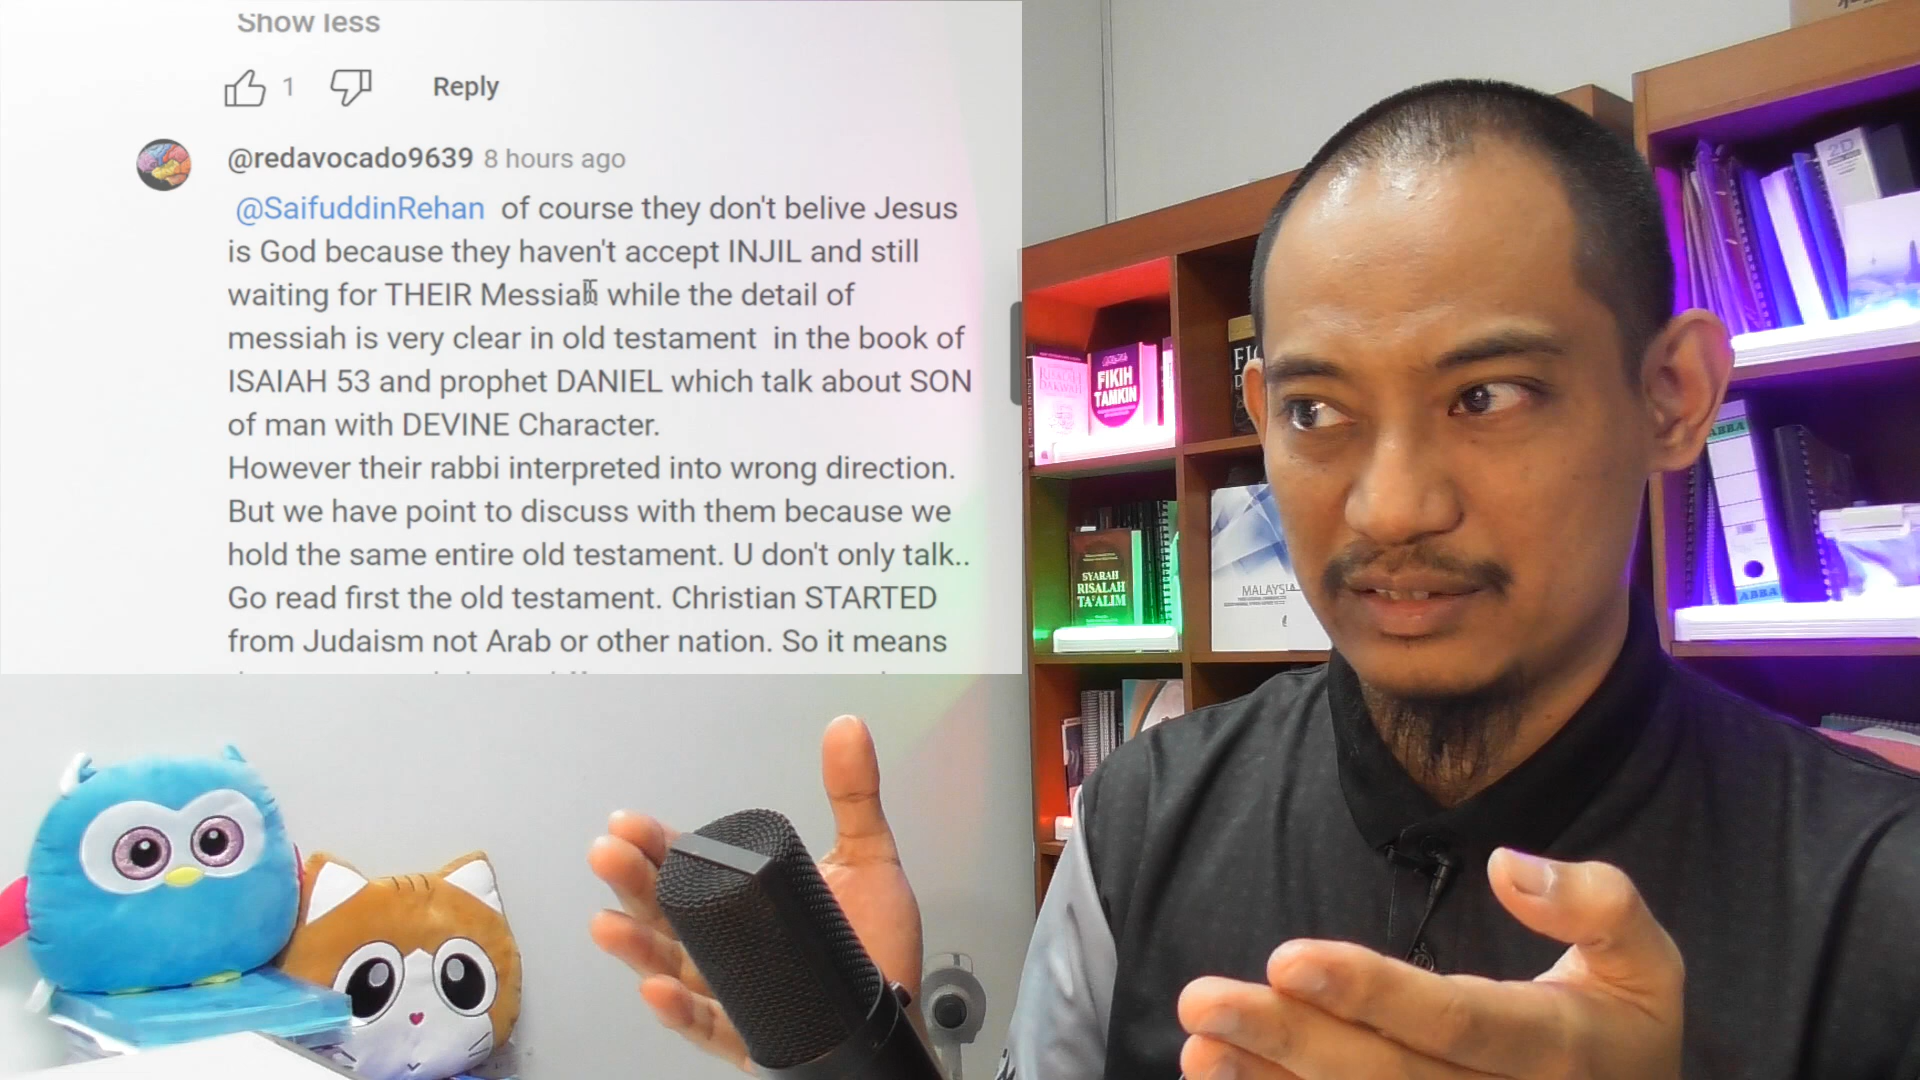 Show less
1
Reply
@redavocado9639 8 hours ago
@SaifuddinRehan of course they don't belive Jesus
is God because they haven't accept INJIL and still
waiting for THEIR Messiah while the detail of
messiah is very clear in old testament in the book of
ISAIAH 53 and prophet DANIEL which talk about SON
of man with DEVINE Character.
However their rabbi interpreted into wrong direction.
But we have point to discuss with them because we
hold the same entire old testament. U don't only talk..
Go read first the old testament. Christian STARTED
from Judaism not Arab or other nation. So it means
RISALAH
DAKWAH
FIKIH
TAMKIN
SYARAH
RISALAH
TA'ALIM
MALAYSIA
2D
ABBA
ABBA